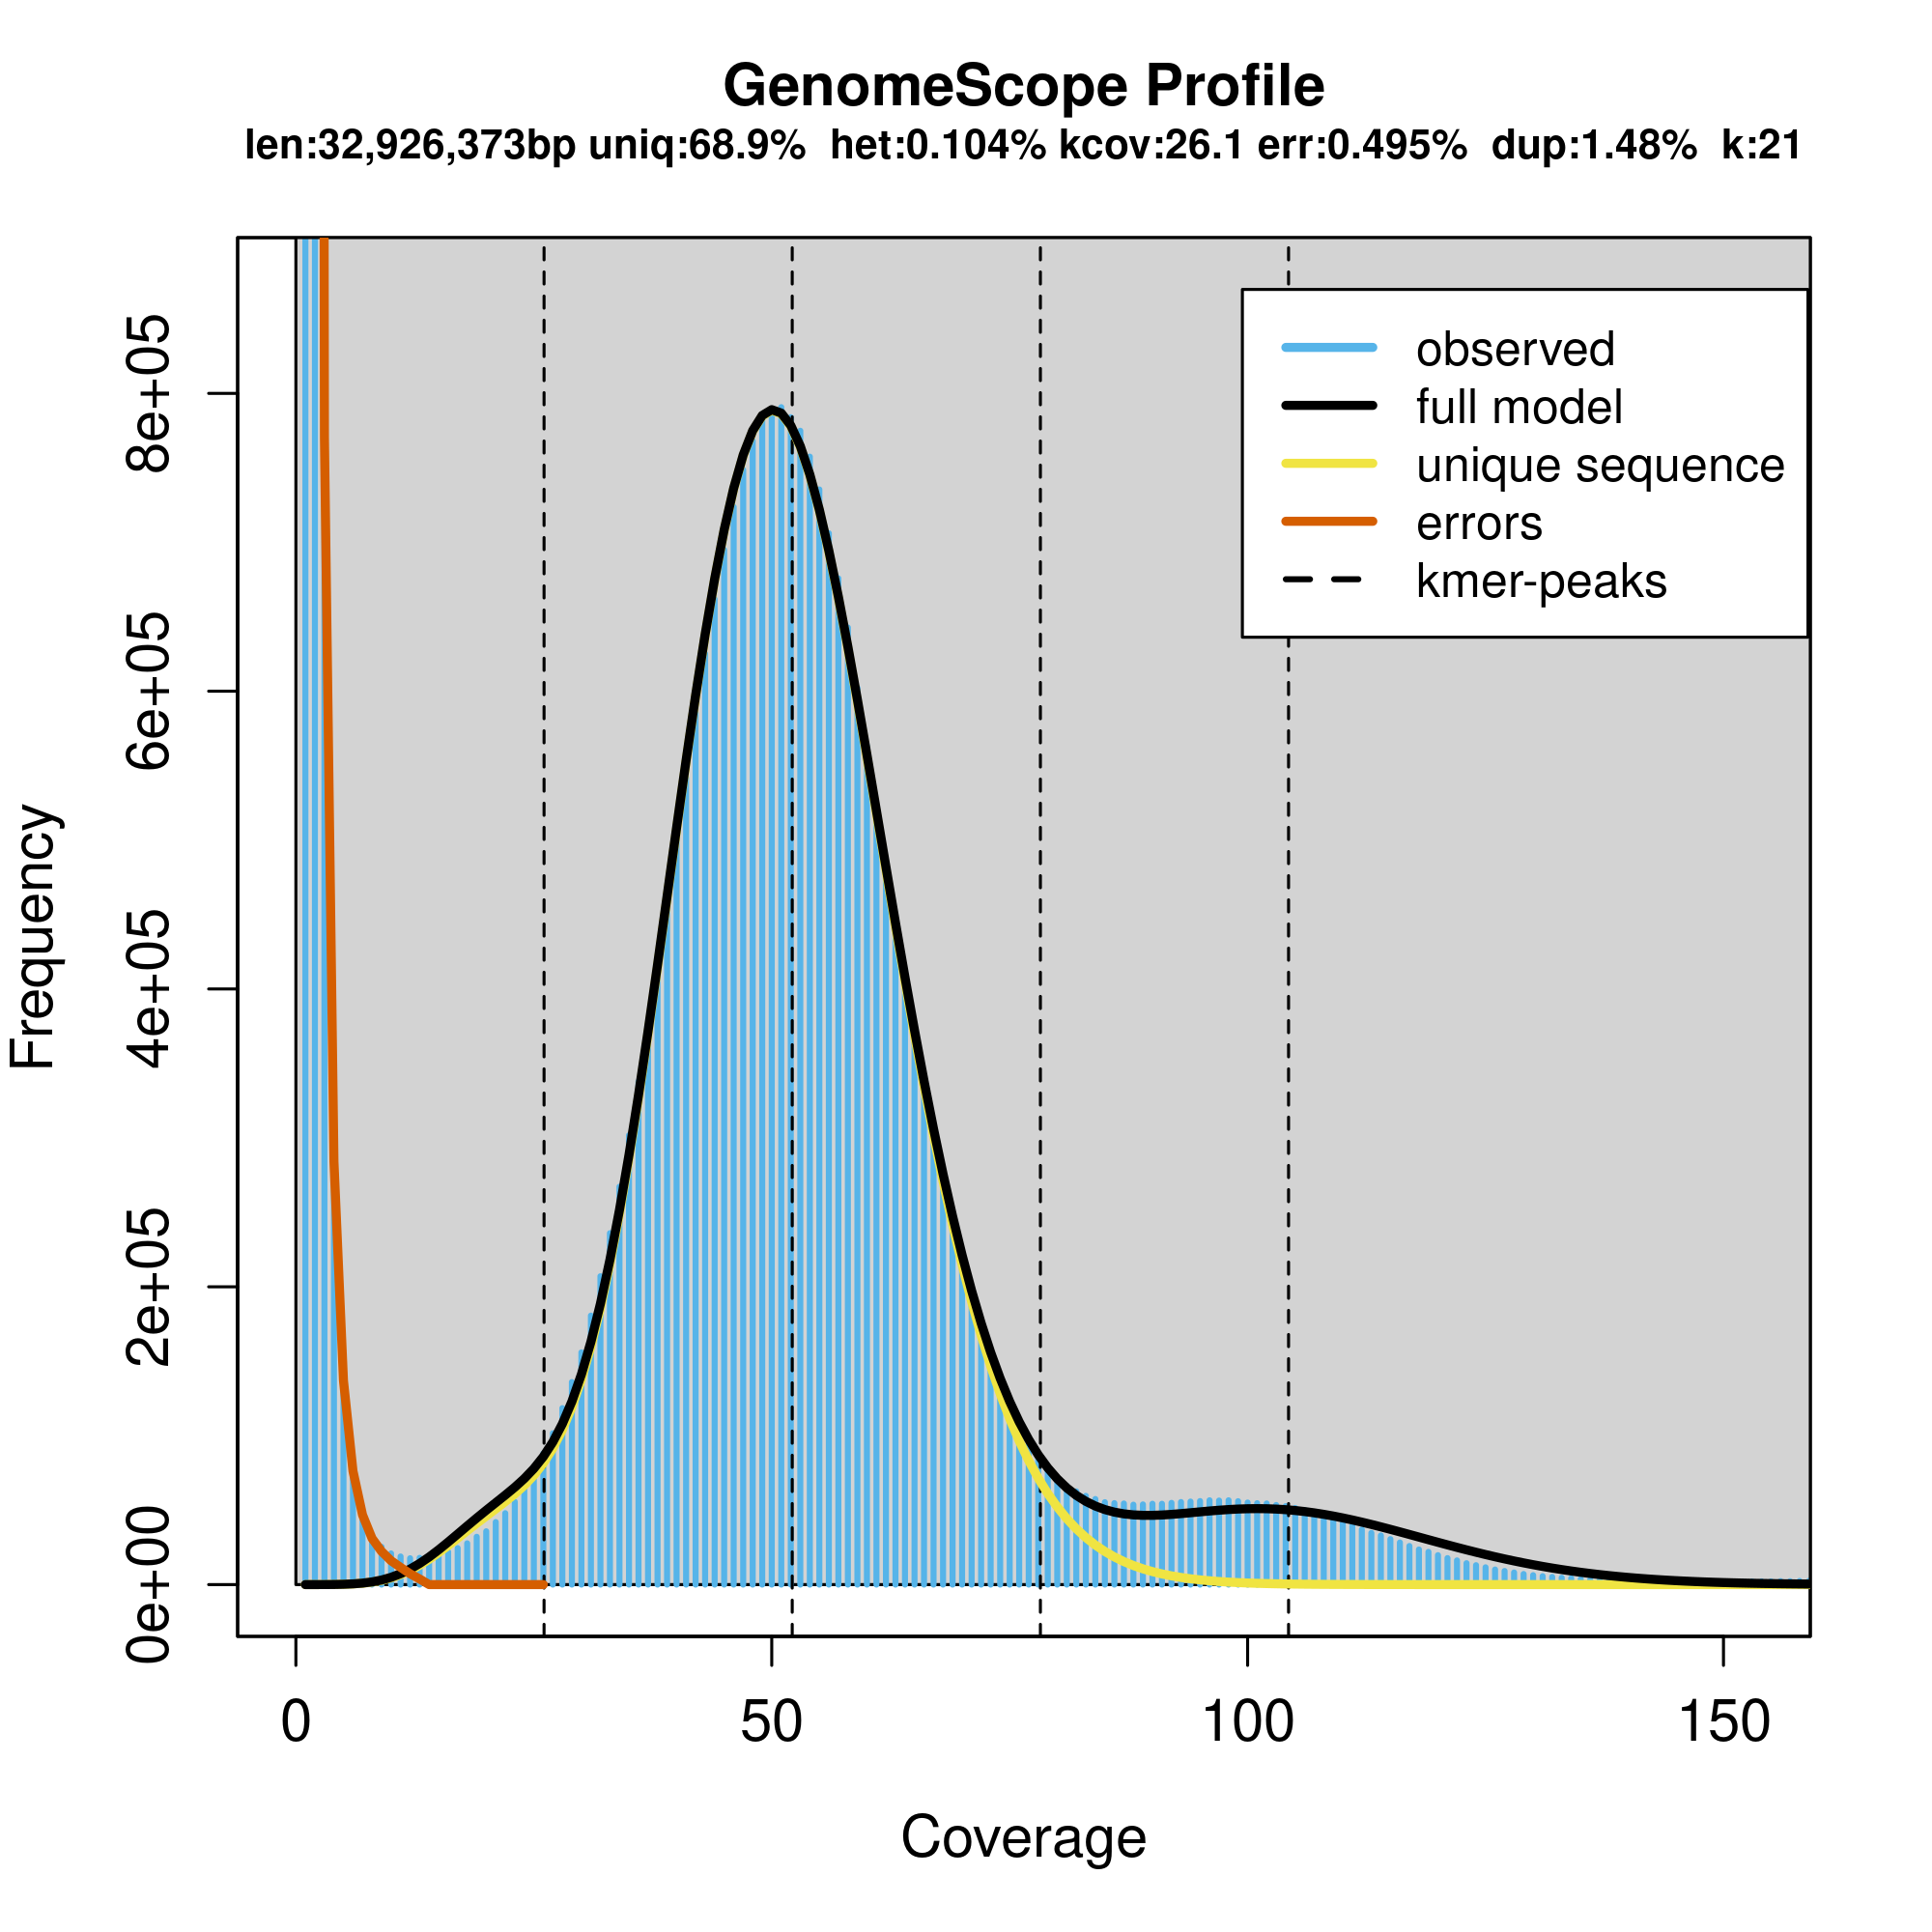 GenomeScope Profile
len:32,926,373bp uniq:68.9% het:0.104% kcov:26.1 err:0.495% dup:1.48% k:21
observed
full model
unique sequence
errors
kmer-peaks
Frequency
8e+05
6e+05
4e+05
2e+05
0e+00
0 50 100 150
Coverage